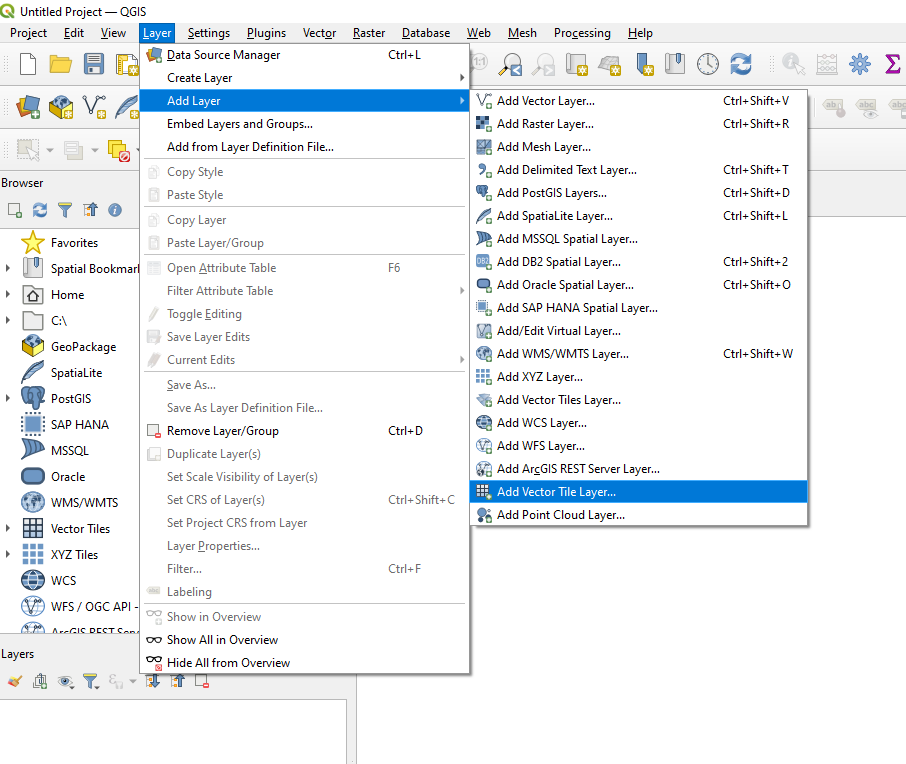 Untitled Project — QGIS
Project Edit View Layer Settings Plugins Vector Raster Database Web Mesh Processing Help
Data Source Manager Ctrl+L
Create Layer
Add Layer
Embed Layers and Groups...
Add from Layer Definition File...
Copy Style
Paste Style
Copy Layer
Paste Layer/Group
Open Attribute Table F6
Filter Attribute Table
Toggle Editing
Save Layer Edits
Current Edits
Save As...
Save As Layer Definition File...
Remove Layer/Group Ctrl+D
Duplicate Layer(s)
Set Scale Visibility of Layer(s)
Set CRS of Layer(s) Ctrl+Shift+C
Set Project CRS from Layer
Layer Properties...
Filter... Ctrl+F
Labeling
Show in Overview
Show All in Overview
Hide All from Overview
Add Vector Layer... Ctrl+Shift+V
Add Raster Layer... Ctrl+Shift+R
Add Mesh Layer...
Add Delimited Text Layer... Ctrl+Shift+T
Add PostGIS Layers... Ctrl+Shift+D
Add SpatiaLite Layer... Ctrl+Shift+L
Add MSSQL Spatial Layer...
Add DB2 Spatial Layer... Ctrl+Shift+2
Add Oracle Spatial Layer... Ctrl+Shift+O
Add SAP HANA Spatial Layer...
Add/Edit Virtual Layer...
Add WMS/WMTS Layer... Ctrl+Shift+W
Add XYZ Layer...
Add Vector Tiles Layer...
Add WCS Layer...
Add WFS Layer...
Add ArcGIS REST Server Layer...
Add Vector Tile Layer...
Add Point Cloud Layer...
Browser
Favorites
Spatial Bookmar
Home
C:\
GeoPackage
SpatiaLite
PostGIS
SAP HANA
MSSQL
Oracle
WMS/WMTS
Vector Tiles
XYZ Tiles
WCS
WFS / OGC API -
ArcGIS REST Serv
Layers